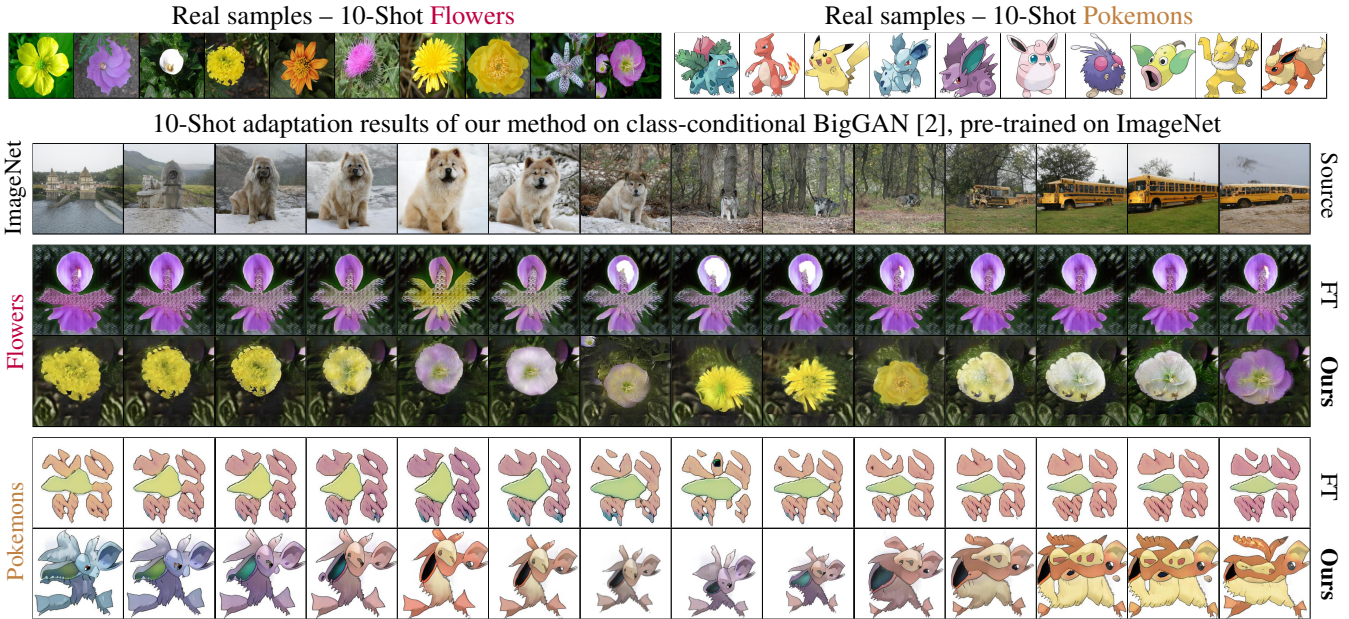 Real samples – 10-Shot Flowers
Real samples – 10-Shot Pokemons
10-Shot adaptation results of our method on class-conditional BigGAN [2], pre-trained on ImageNet
ImageNet
Source
Flowers
FT
Ours
Pokemons
FT
Ours